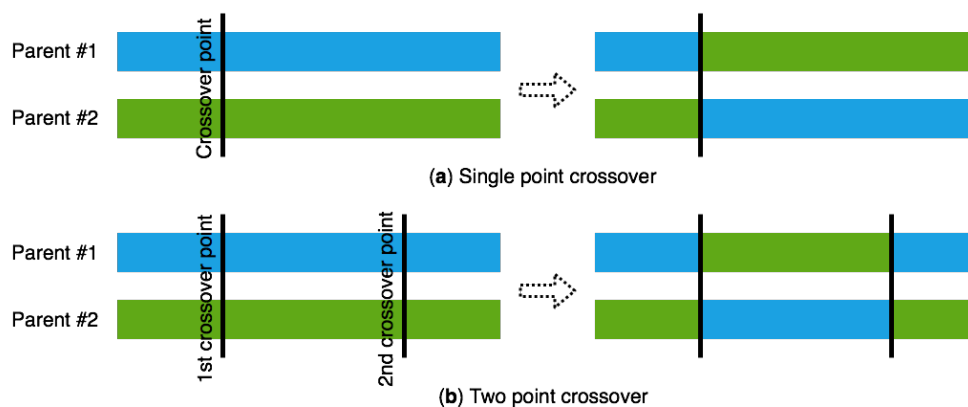 Parent #1
Parent #2
Crossover point
(a) Single point crossover
Parent #1
Parent #2
1st crossover point
2nd crossover point
(b) Two point crossover